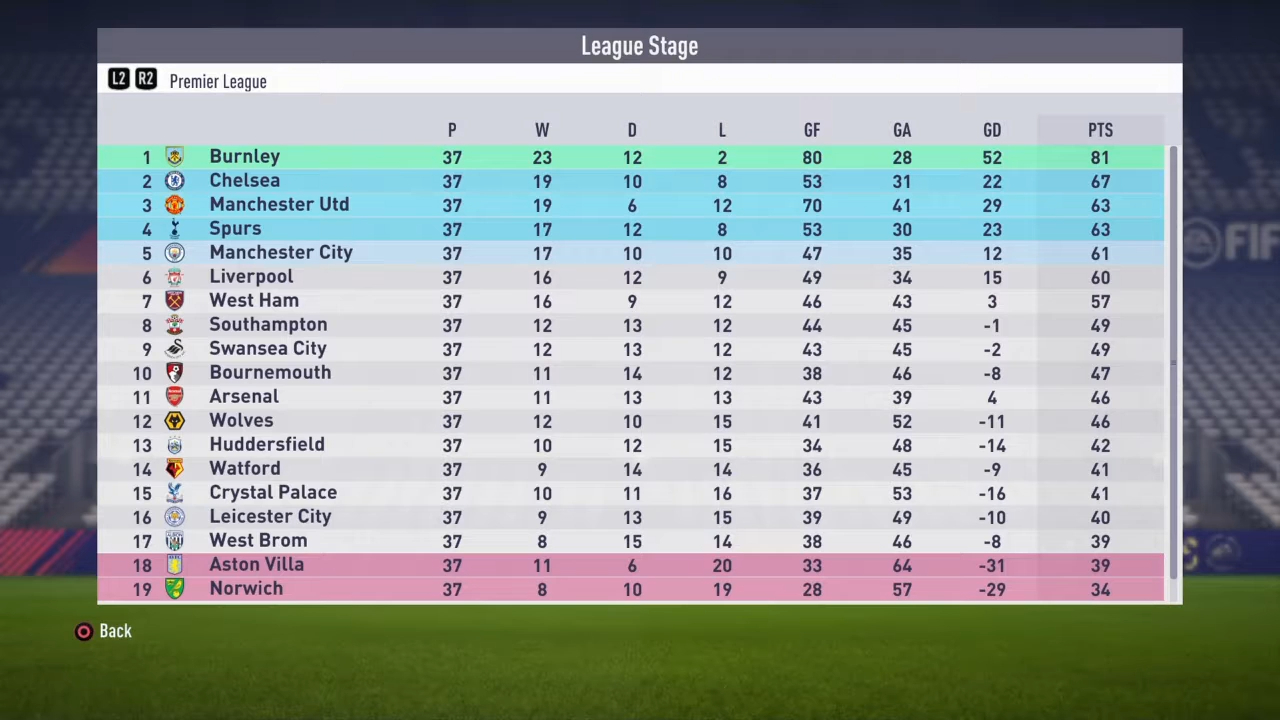 League Stage
L2 R2 Premier League
P W D L GF GA GD PTS
1 Burnley 37 23 12 2 80 28 52 81
2 Chelsea 37 19 10 8 53 31 22 67
3 Manchester Utd 37 19 6 12 70 41 29 63
4 Spurs 37 17 12 8 53 30 23 63
5 Manchester City 37 17 10 10 47 35 12 61
6 Liverpool 37 16 12 9 49 34 15 60
7 West Ham 37 16 9 12 46 43 3 57
8 Southampton 37 12 13 12 44 45 -1 49
9 Swansea City 37 12 13 12 43 45 -2 49
10 Bournemouth 37 11 14 12 38 46 -8 47
11 Arsenal 37 11 13 13 43 39 4 46
12 Wolves 37 12 10 15 41 52 -11 46
13 Huddersfield 37 10 12 15 34 48 -14 42
14 Watford 37 9 14 14 36 45 -9 41
15 Crystal Palace 37 10 11 16 37 53 -16 41
16 Leicester City 37 9 13 15 39 49 -10 40
17 West Brom 37 8 15 14 38 46 -8 39
18 Aston Villa 37 11 6 20 33 64 -31 39
19 Norwich 37 8 10 19 28 57 -29 34
EA FIF
Back